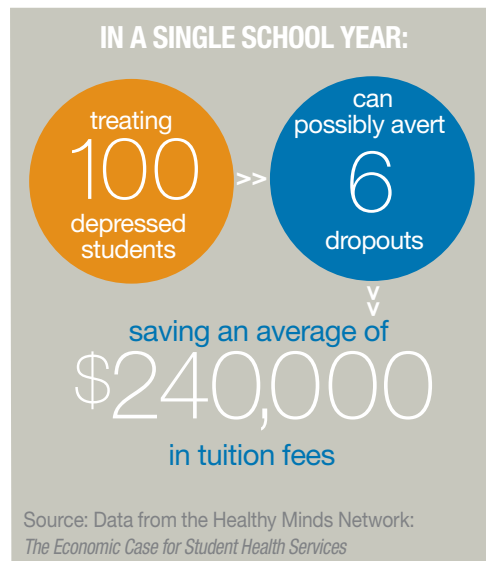 IN A SINGLE SCHOOL YEAR:
treating
100
depressed
students
>>
can
possibly avert
6
dropouts
>>
saving an average of
$240,000
in tuition fees
Source: Data from the Healthy Minds Network:
The Economic Case for Student Health Services